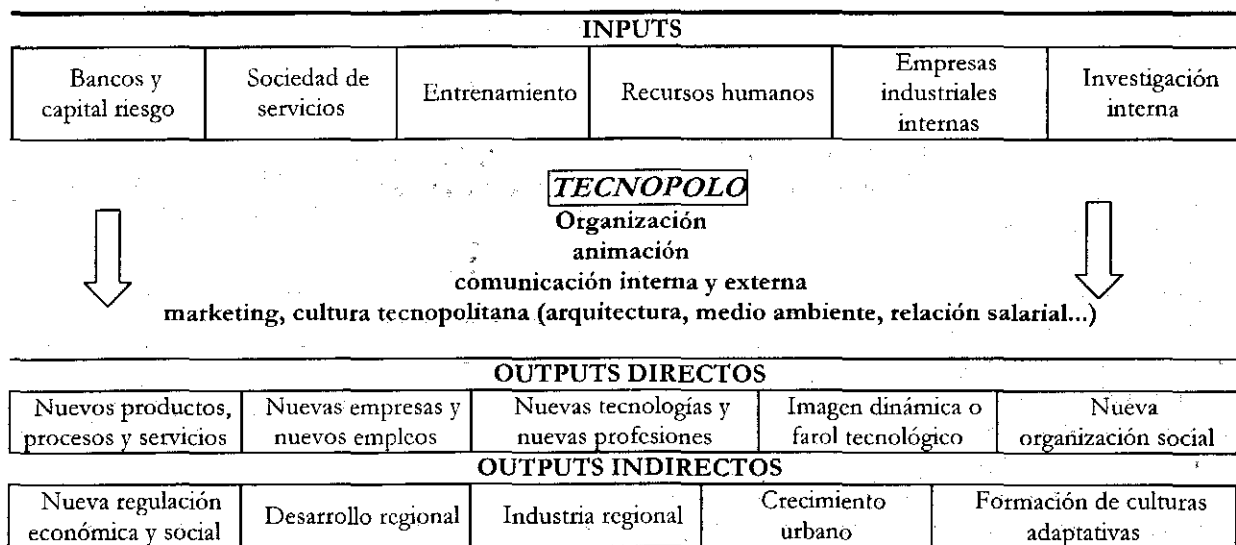 INPUTS
Bancos y capital riesgo
Sociedad de servicios
Entrenamiento
Recursos humanos
Empresas industriales internas
Investigación interna
TECNOPOLO
Organización
animación
comunicación interna y externa
marketing, cultura tecnopolitana (arquitectura, medio ambiente, relación salarial...)
OUTPUTS DIRECTOS
Nuevos productos, procesos y servicios
Nuevas empresas y nuevos empleos
Nuevas tecnologías y nuevas profesiones
Imagen dinámica o farol tecnológico
Nueva organización social
OUTPUTS INDIRECTOS
Nueva regulación económica y social
Desarrollo regional
Industria regional
Crecimiento urbano
Formación de culturas adaptativas